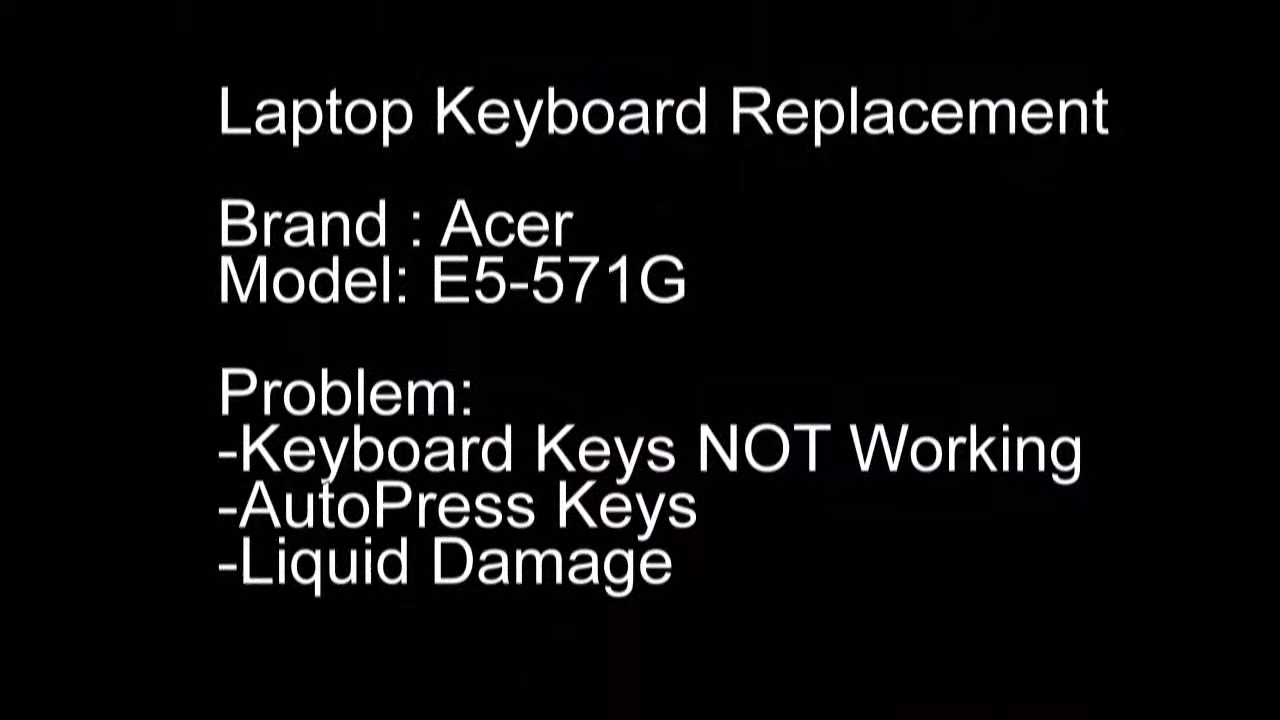 Laptop Keyboard Replacement
Brand : Acer
Model: E5-571G
Problem:
-Keyboard Keys NOT Working
-AutoPress Keys
-Liquid Damage